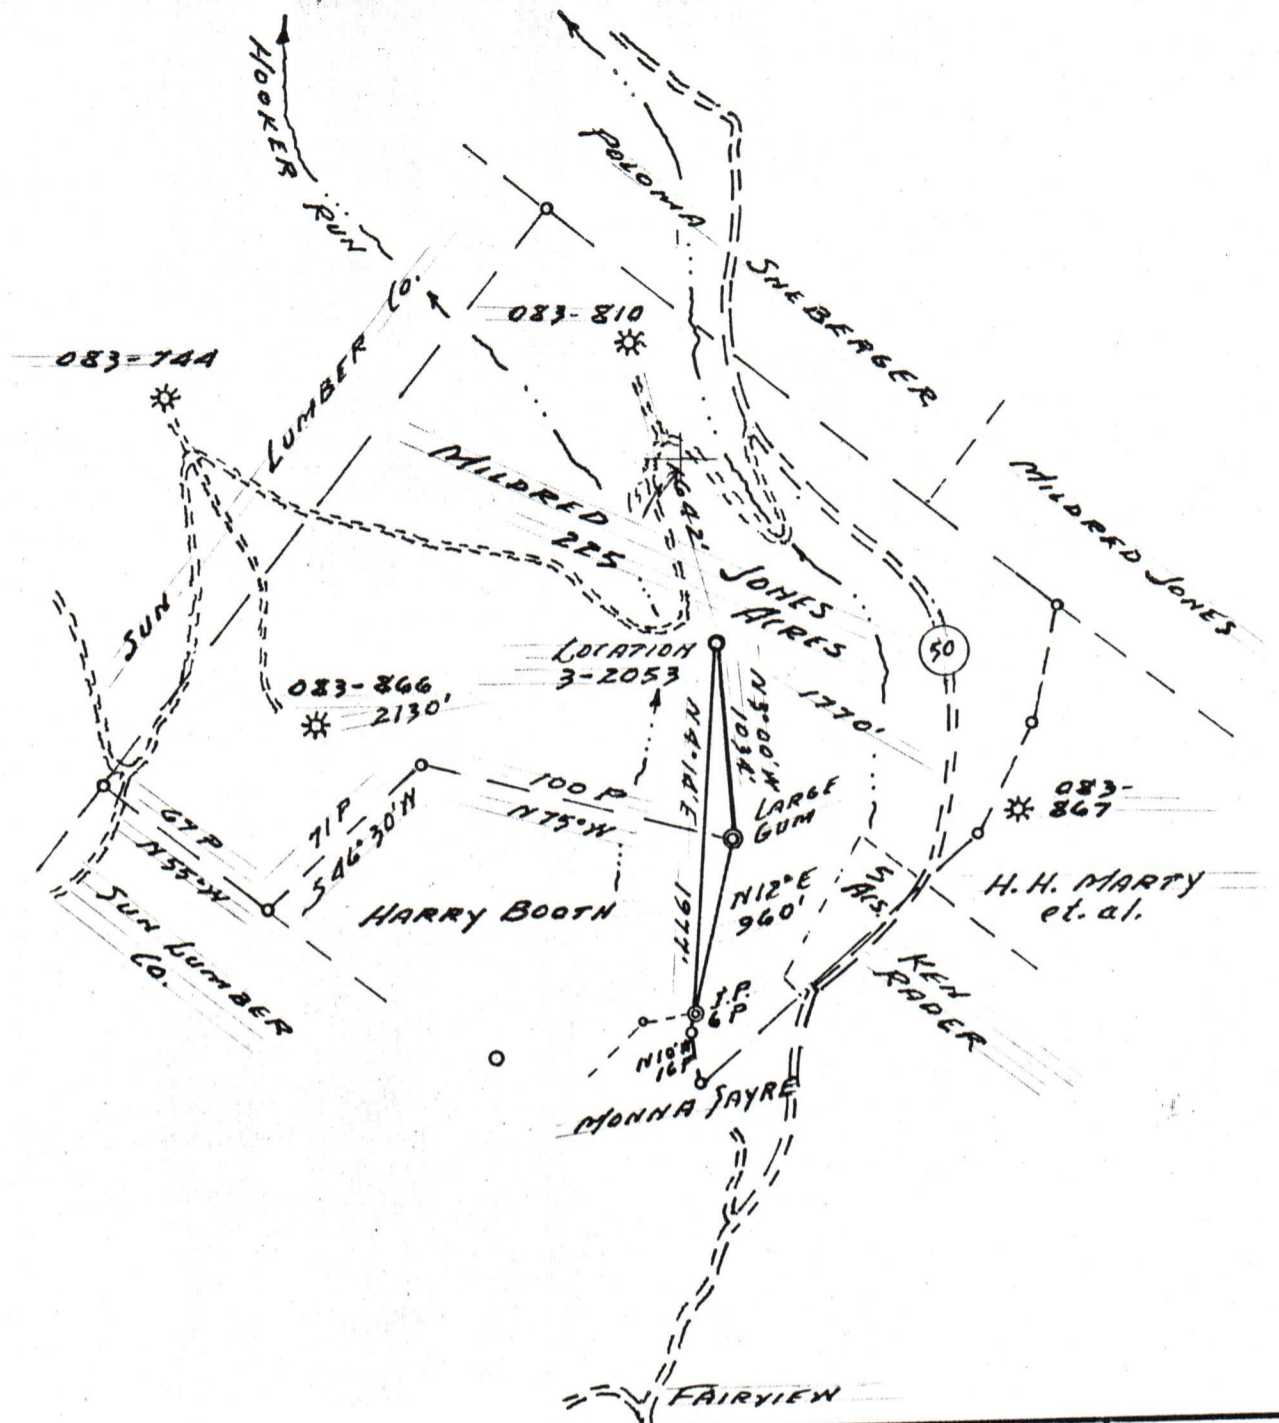 HOOKER
RUN
POLOMA
SHEBERGER
083-810
083-744
SUN LUMBER CO.
MILDRED JONES
225 ACRES
642'
MILDRED JONES
50
LOCATION
3-2053
N 3°00' W
1034'
N 4°14' E
1977'
1770'
083-866
2130'
083-
867
100 P
N 75° W
71 P
S 46°30' W
67 P
N 55° W
LARGE
GUM
5
Acs.
N 12° E
960'
H. H. MARTY
et. al.
HARRY BOOTH
SUN LUMBER
CO.
KEN
RADER
6 P
16 P
MONNA SAYRE
FAIRVIEW